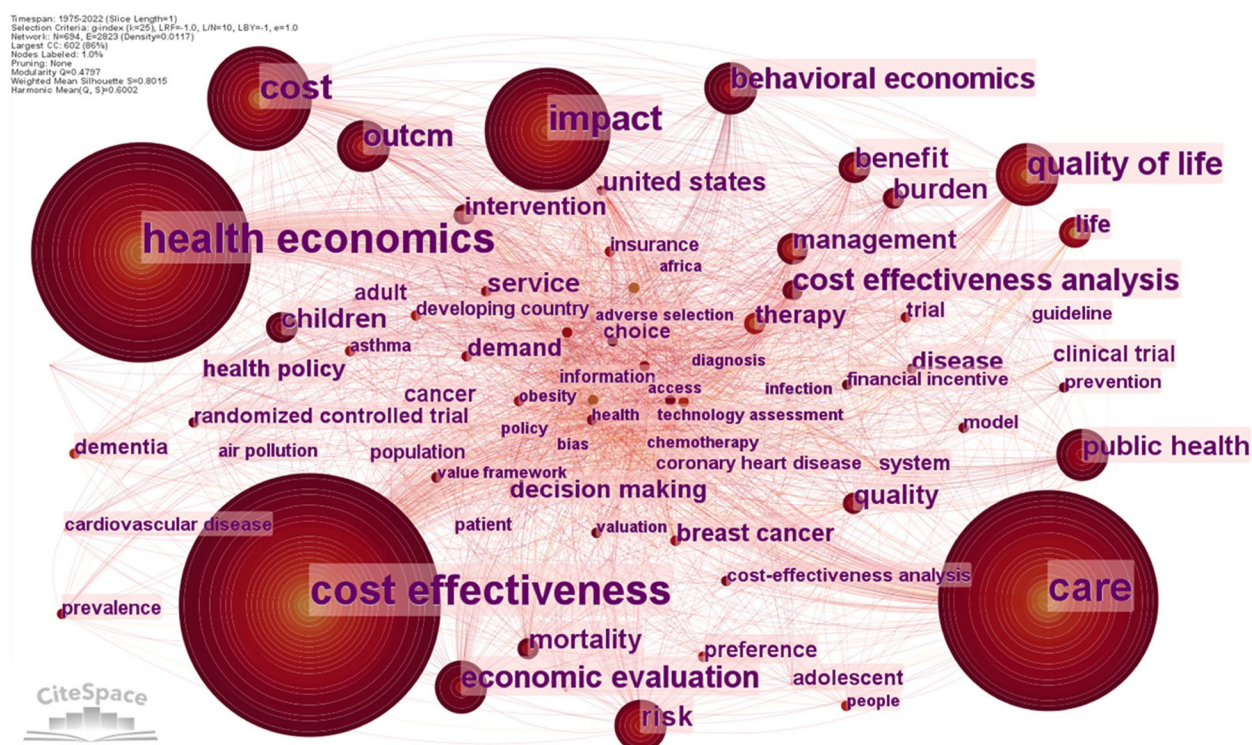 Timespan: 1975-2022 (Slice Length=1)
Selection Criteria: g-index (k=25), LRF=-1.0, L/N=10, LBY=-1, e=1.0
Network: N=694, E=2823 (Density=0.0117)
Largest CC: 602 (86%)
Nodes Labeled: 1.0%
Pruning: None
Modularity Q=0.4797
Weighted Mean Silhouette S=0.8015
Harmonic Mean(Q, S)=0.6002
cost
behavioral economics
impact
outcm
benefit
quality of life
united states
burden
intervention
life
health economics
insurance
management
africa
cost effectiveness analysis
service
adult
developing country
adverse selection
therapy
trial
guideline
children
choice
asthma
demand
diagnosis
disease
clinical trial
health policy
information
access
infection
financial incentive
prevention
cancer
obesity
randomized controlled trial
health
technology assessment
model
policy
dementia
air pollution
population
bias
chemotherapy
public health
value framework
coronary heart disease
system
decision making
quality
cardiovascular disease
patient
valuation
breast cancer
cost effectiveness
cost-effectiveness analysis
care
prevalence
mortality
preference
economic evaluation
adolescent
people
risk
CiteSpace